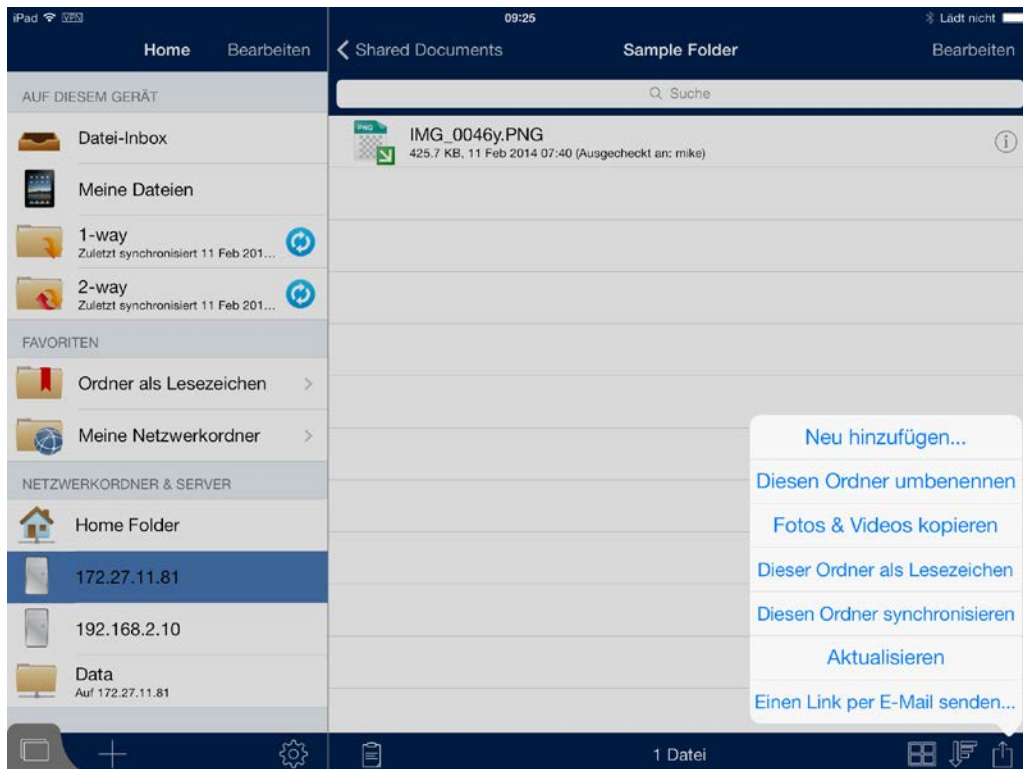 iPad VPN 09:25 Lädt nicht
Home Bearbeiten
AUF DIESEM GERÄT
Datei-Inbox
Meine Dateien
1-way
Zuletzt synchronisiert 11 Feb 201...
2-way
Zuletzt synchronisiert 11 Feb 201...
FAVORITEN
Ordner als Lesezeichen
Meine Netzwerkordner
NETZWERKORDNER & SERVER
Home Folder
172.27.11.81
192.168.2.10
Data
Auf 172.27.11.81
Shared Documents Sample Folder Bearbeiten
Suche
PNG
IMG_0046y.PNG
425.7 KB, 11 Feb 2014 07:40 (Ausgecheckt an: mike)
Neu hinzufügen...
Diesen Ordner umbenennen
Fotos & Videos kopieren
Dieser Ordner als Lesezeichen
Diesen Ordner synchronisieren
Aktualisieren
Einen Link per E-Mail senden...
1 Datei